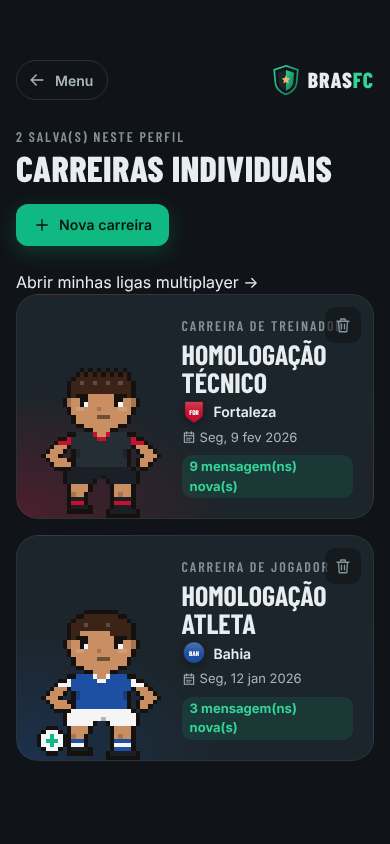 ← Menu
BRASFC
2 SALVA(S) NESTE PERFIL
CARREIRAS INDIVIDUAIS
+ Nova carreira
Abrir minhas ligas multiplayer →
CARREIRA DE TREINADO
HOMOLOGAÇÃO
TÉCNICO
FOR Fortaleza
Seg, 9 fev 2026
9 mensagem(ns)
nova(s)
CARREIRA DE JOGADOR
HOMOLOGAÇÃO
ATLETA
BAH Bahia
Seg, 12 jan 2026
3 mensagem(ns)
nova(s)